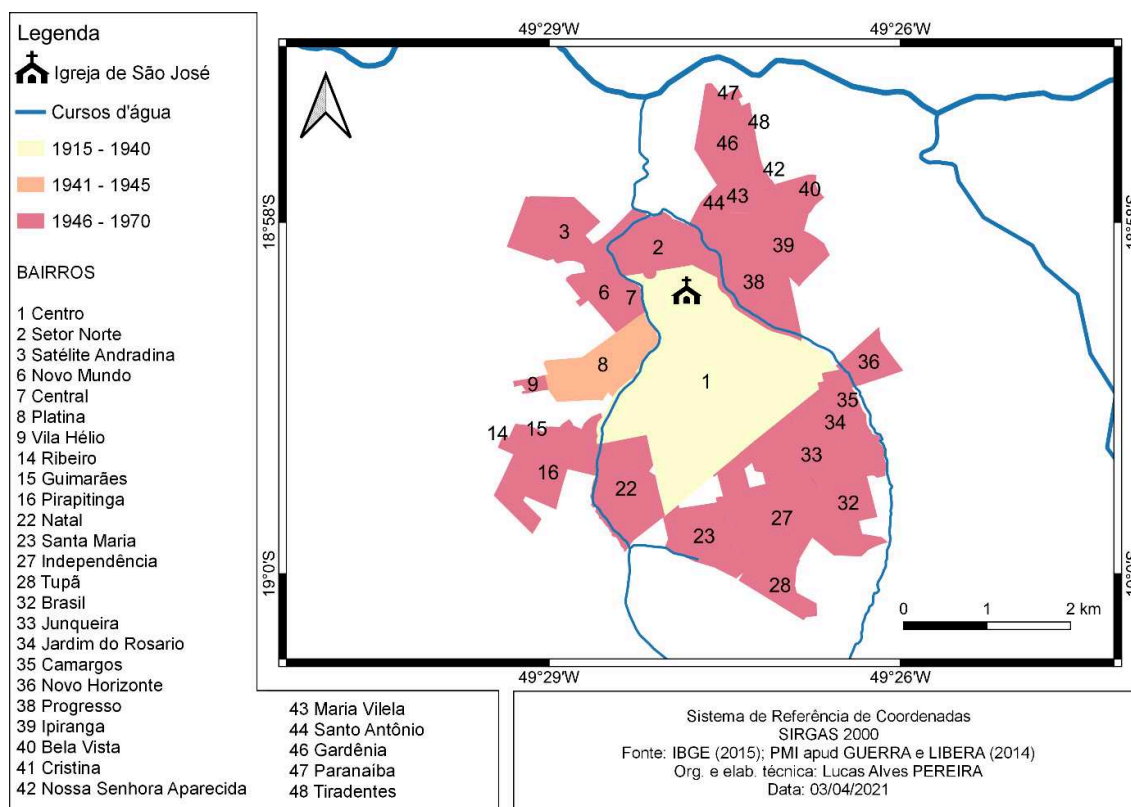 Legenda
Igreja de São José
Cursos d'água
1915 - 1940
1941 - 1945
1946 - 1970
BAIRROS
1 Centro
2 Setor Norte
3 Satélite Andradina
6 Novo Mundo
7 Central
8 Platina
9 Vila Hélio
14 Ribeiro
15 Guimarães
16 Pirapitinga
22 Natal
23 Santa Maria
27 Independência
28 Tupã
32 Brasil
33 Junqueira
34 Jardim do Rosario
35 Camargos
36 Novo Horizonte
38 Progresso
39 Ipiranga
40 Bela Vista
41 Cristina
42 Nossa Senhora Aparecida
43 Maria Vilela
44 Santo Antônio
46 Gardênia
47 Paranaíba
48 Tiradentes
49°29'W 49°26'W
18°58'S 18°58'S
47
48
46
42
40
44 43
3
2
39
38
6 7
8
36
1
9
35
34
14 15
33
16
22
32
27
23
28
0 1 2 km
19°0'S 19°0'S
49°29'W 49°26'W
Sistema de Referência de Coordenadas
SIRGAS 2000
Fonte: IBGE (2015); PMI apud GUERRA e LIBERA (2014)
Org. e elab. técnica: Lucas Alves PEREIRA
Data: 03/04/2021